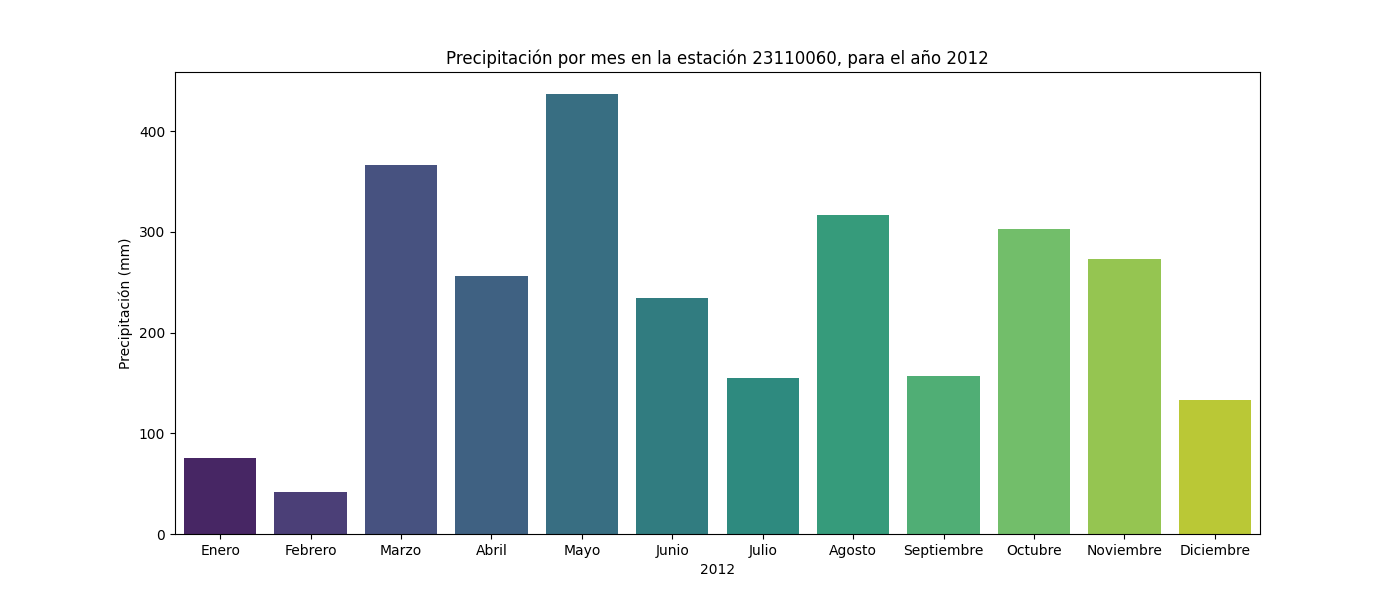 Precipitación por mes en la estación 23110060, para el año 2012
Precipitación (mm)
400
300
200
100
0
Enero Febrero Marzo Abril Mayo Junio Julio Agosto Septiembre Octubre Noviembre Diciembre
2012